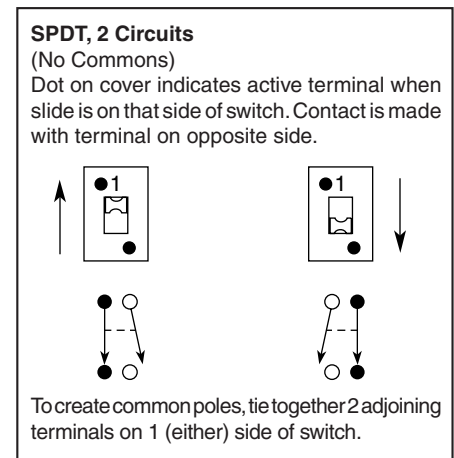 SPDT, 2 Circuits
(No Commons)
Dot on cover indicates active terminal when
slide is on that side of switch. Contact is made
with terminal on opposite side.
1
1
To create common poles, tie together 2 adjoining
terminals on 1 (either) side of switch.